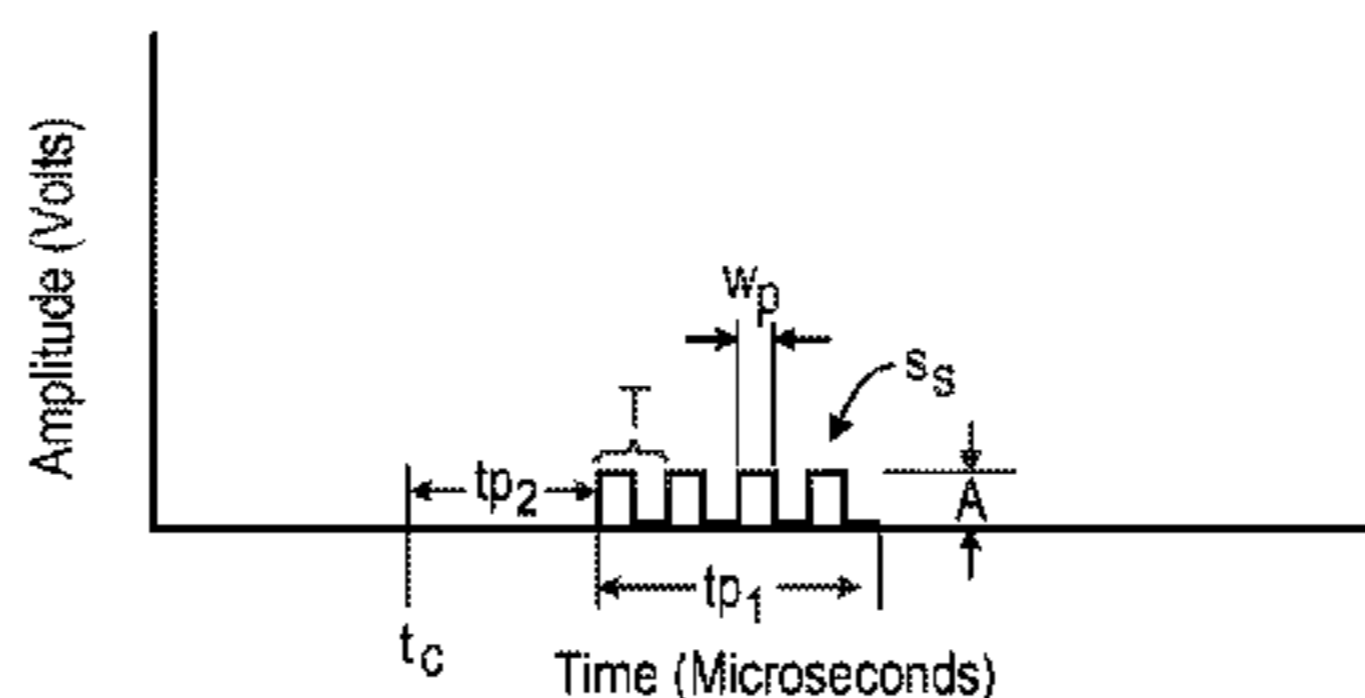 Amplitude (Volts)
wp
sS
T
tp2
A
tp1
tC
Time (Microseconds)